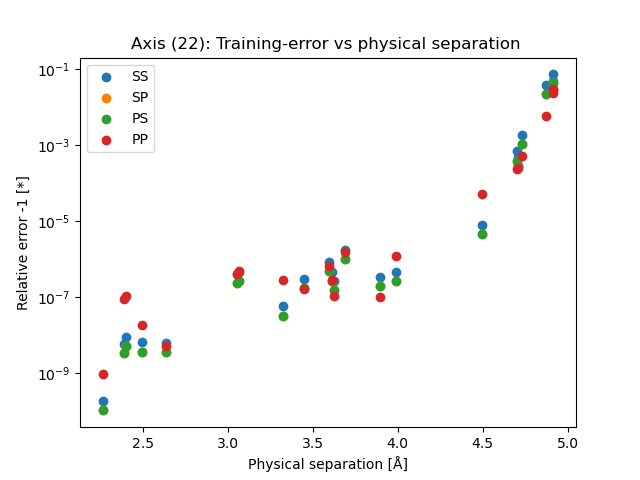 Axis (22): Training-error vs physical separation
10⁻¹
10⁻³
10⁻⁵
10⁻⁷
10⁻⁹
Relative error -1 [*]
SS
SP
PS
PP
2.5 3.0 3.5 4.0 4.5 5.0
Physical separation [Å]